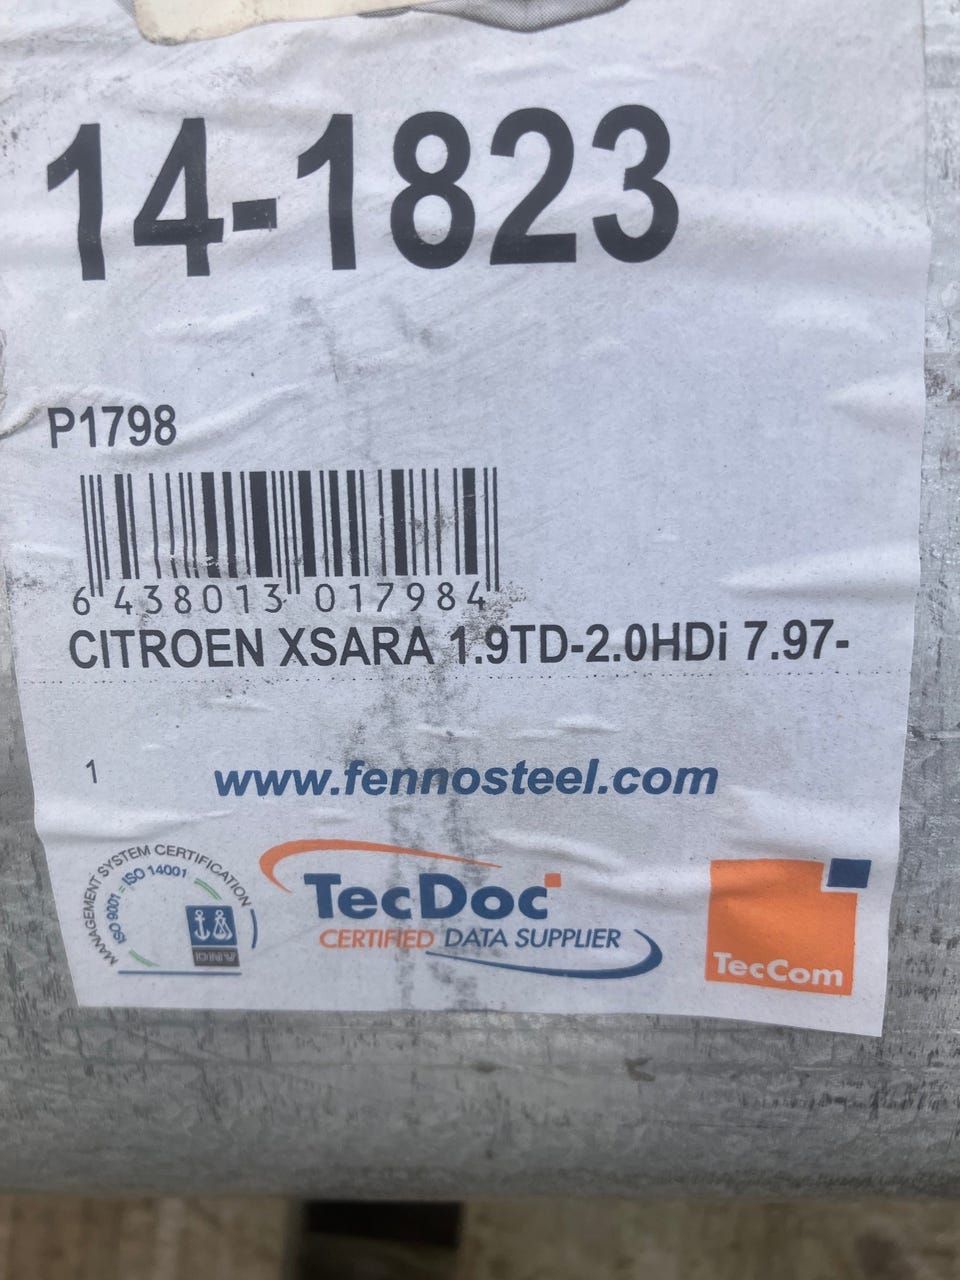 14-1823
P1798
6 438013 017984
CITROEN XSARA 1.9TD-2.0HDi 7.97-
1
www.fennosteel.com
MANAGEMENT SYSTEM CERTIFICATION
ISO 9001 = ISO 14001
DNV
TecDoc
CERTIFIED DATA SUPPLIER
TecCom